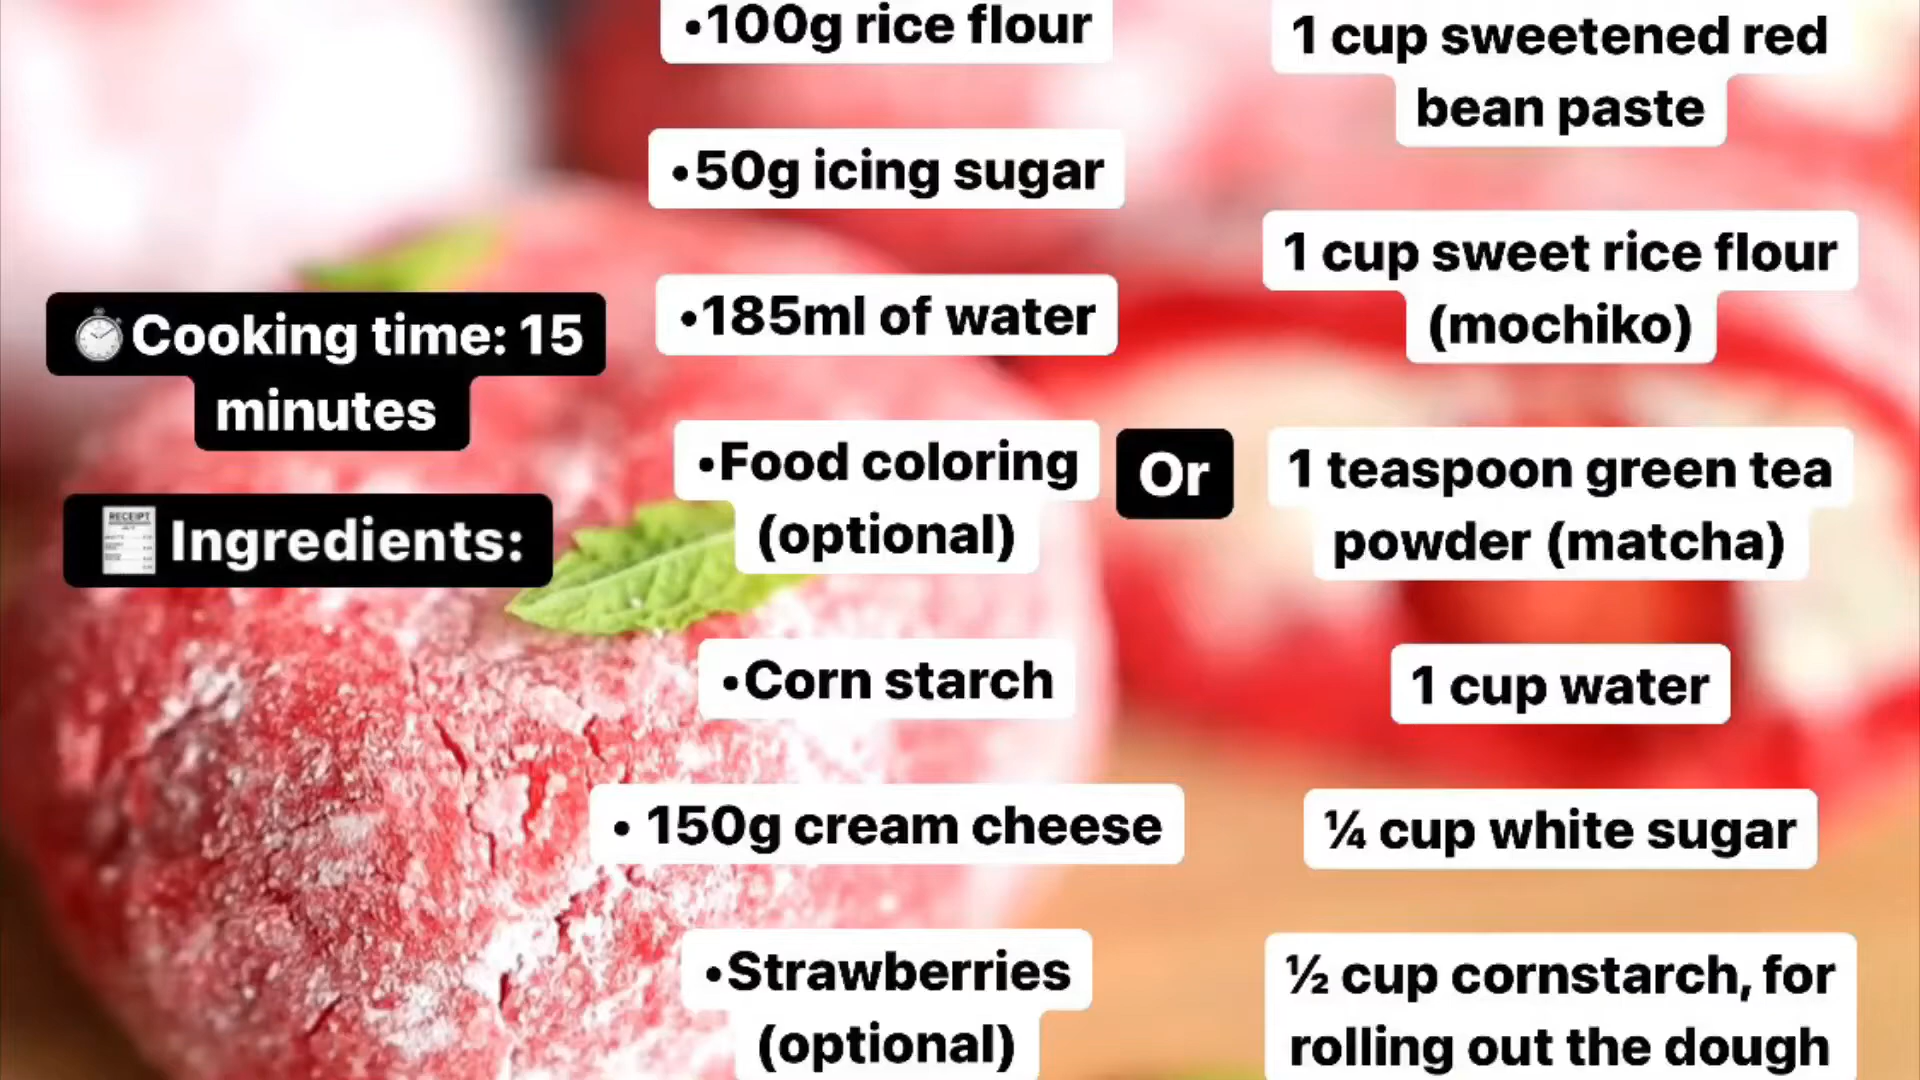 ⏱️Cooking time: 15
minutes
🧾Ingredients:
•100g rice flour
•50g icing sugar
•185ml of water
•Food coloring
(optional)
•Corn starch
• 150g cream cheese
•Strawberries
(optional)
Or
1 cup sweetened red
bean paste
1 cup sweet rice flour
(mochiko)
1 teaspoon green tea
powder (matcha)
1 cup water
¼ cup white sugar
½ cup cornstarch, for
rolling out the dough